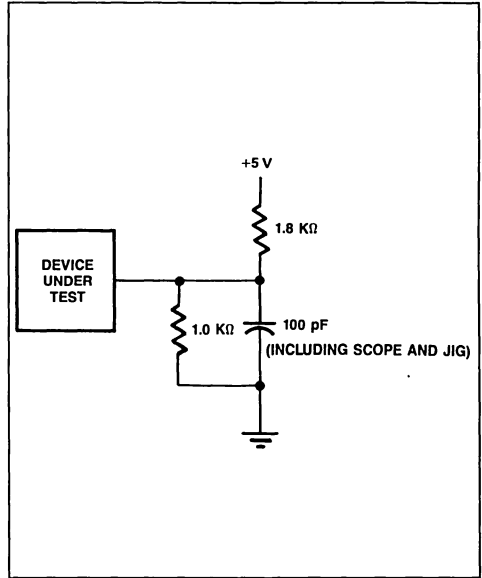 +5 V
1.8 KΩ
DEVICE
UNDER
TEST
1.0 KΩ
100 pF
(INCLUDING SCOPE AND JIG)